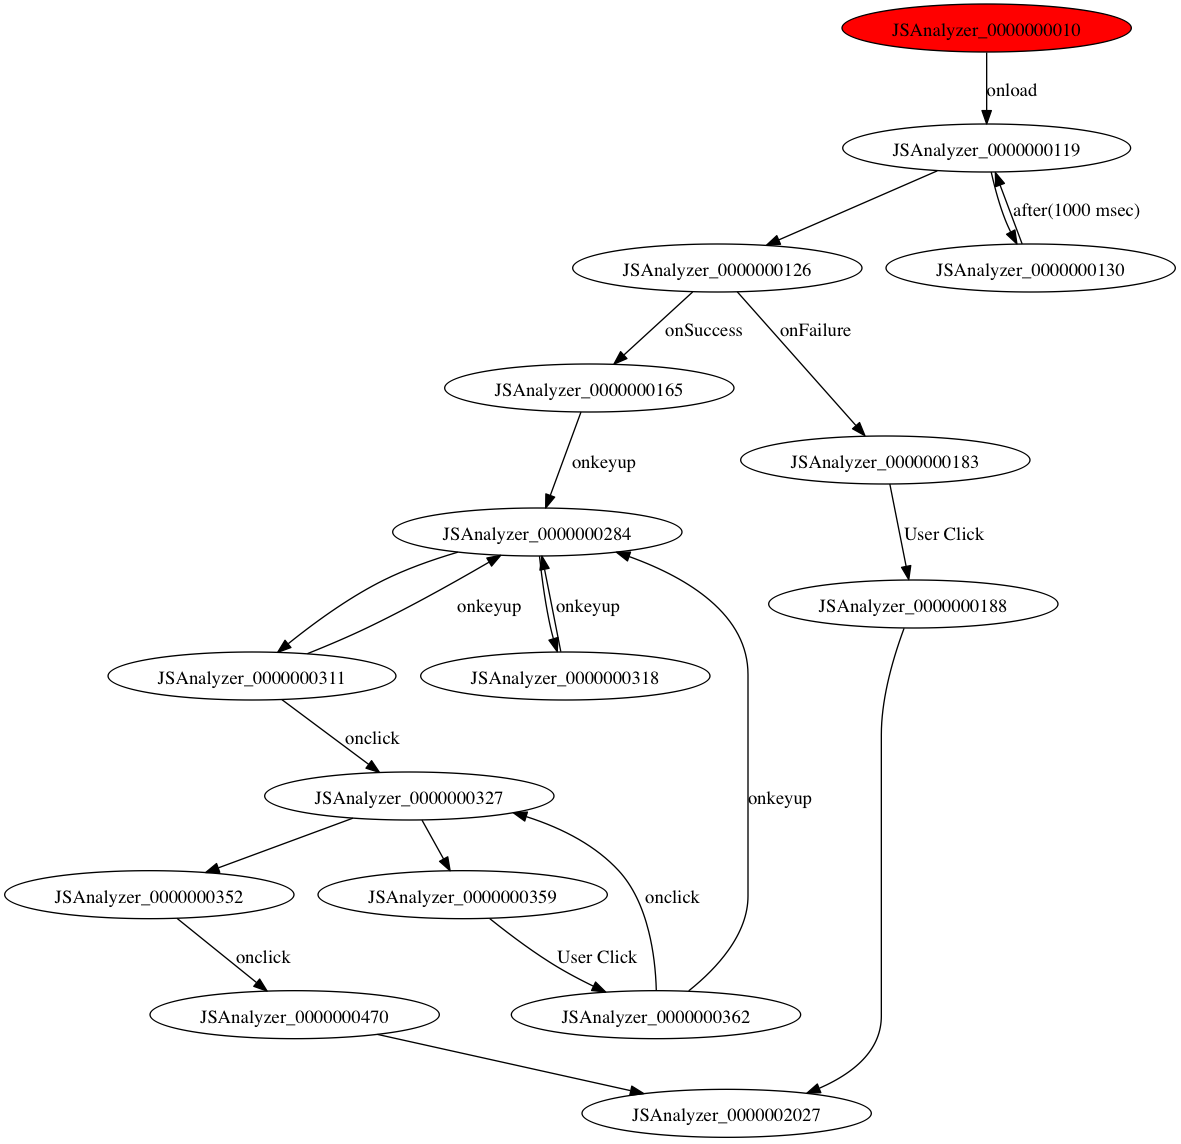 JSAnalyzer_0000000010
onload
JSAnalyzer_0000000119
after(1000 msec)
JSAnalyzer_0000000126
JSAnalyzer_0000000130
onSuccess
onFailure
JSAnalyzer_0000000165
JSAnalyzer_0000000183
onkeyup
JSAnalyzer_0000000284
User Click
JSAnalyzer_0000000188
onkeyup
onkeyup
JSAnalyzer_0000000311
JSAnalyzer_0000000318
onclick
JSAnalyzer_0000000327
onkeyup
JSAnalyzer_0000000352
JSAnalyzer_0000000359
onclick
onclick
User Click
JSAnalyzer_0000000470
JSAnalyzer_0000000362
JSAnalyzer_0000002027